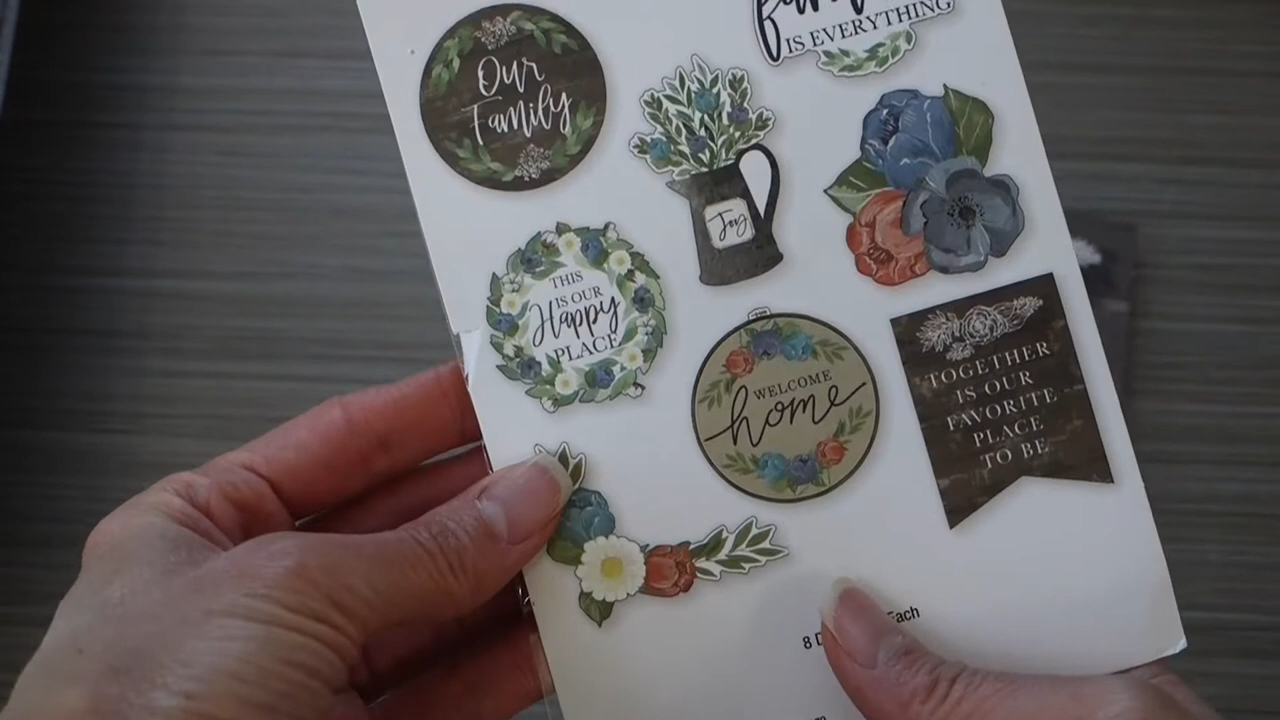 Our
Family
IS EVERYTHING
Joy
THIS
IS OUR
Happy
PLACE
WELCOME
home
TOGETHER
IS OUR
FAVORITE
PLACE
TO BE
8
Each